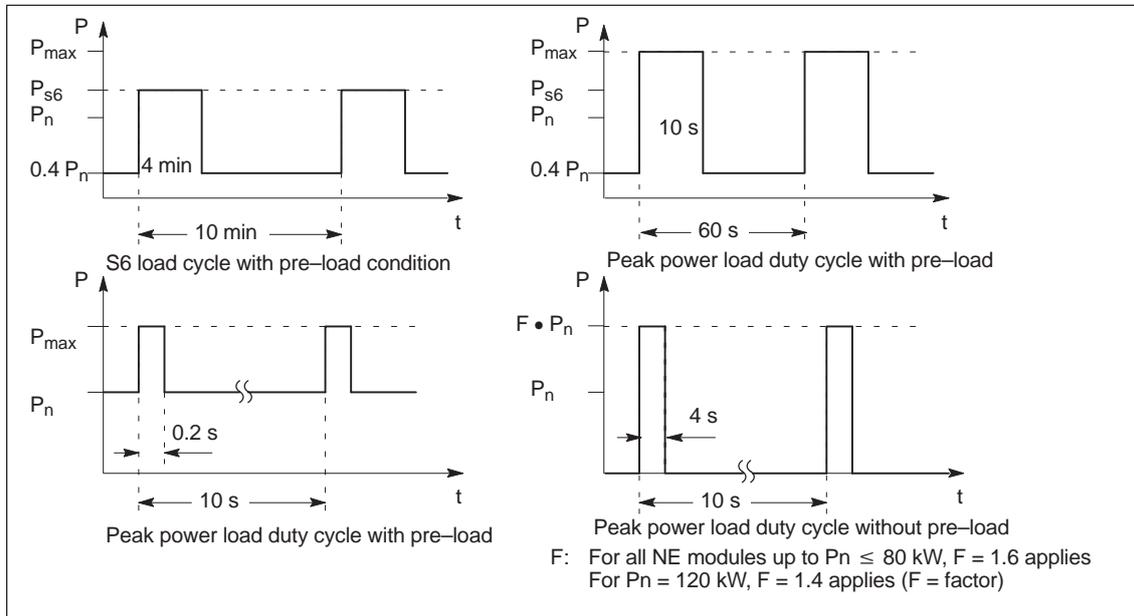 P
P_max
P_s6
P_n
0.4 P_n
4 min
10 min
t
S6 load cycle with pre–load condition
P
P_max
P_s6
P_n
0.4 P_n
10 s
60 s
t
Peak power load duty cycle with pre–load
P
P_max
P_n
0.2 s
10 s
t
Peak power load duty cycle with pre–load
P
F • P_n
P_n
4 s
10 s
t
Peak power load duty cycle without pre–load
F: For all NE modules up to Pn ≤ 80 kW, F = 1.6 applies
For Pn = 120 kW, F = 1.4 applies (F = factor)